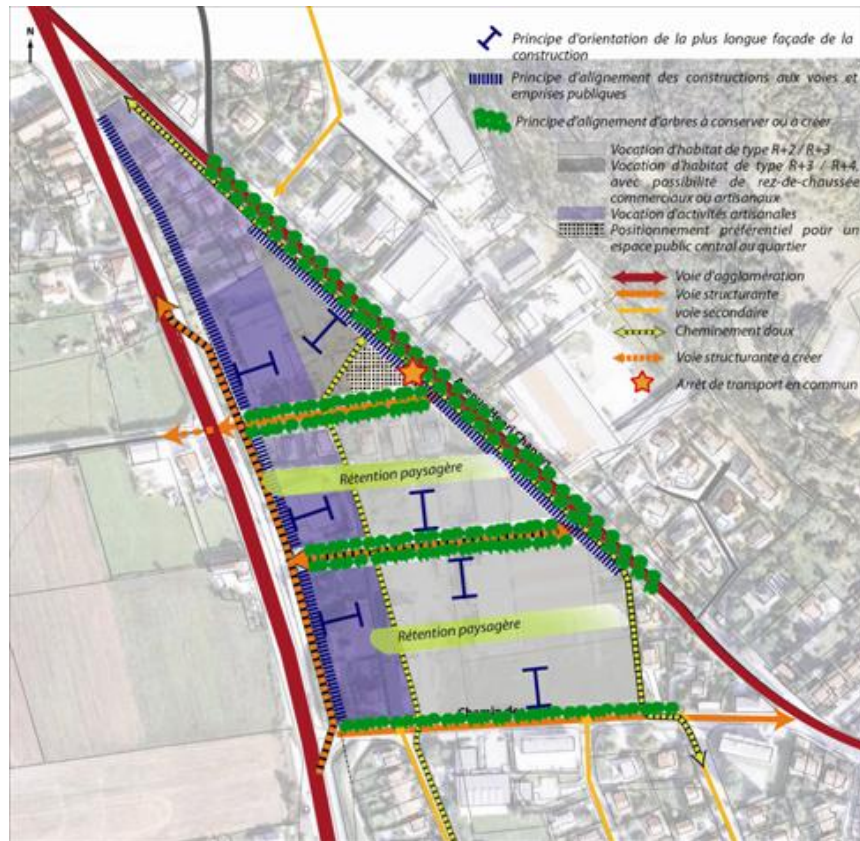 N
Principe d'orientation de la plus longue façade de la
construction
Principe d'alignement des constructions aux voies et
emprises publiques
Principe d'alignement d'arbres à conserver ou à créer
Vocation d'habitat de type R+2 / R+3
Vocation d'habitat de type R+3 / R+4,
avec possibilité de rez-de-chaussée
commerciaux ou artisanaux
Vocation d'activités artisanales
Positionnement préférentiel pour un
espace public central au quartier
Voie d'agglomération
Voie structurante
voie secondaire
Cheminement doux
Voie structurante à créer
Arrêt de transport en commun
Rétention paysagère
Rétention paysagère
Chemin des